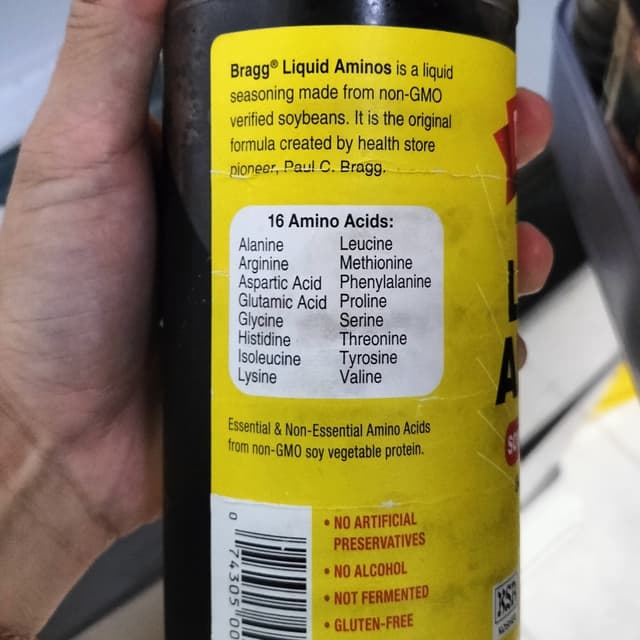 Bragg® Liquid Aminos is a liquid
seasoning made from non-GMO
verified soybeans. It is the original
formula created by health store
pioneer, Paul C. Bragg.
16 Amino Acids:
Alanine
Arginine
Aspartic Acid
Glutamic Acid
Glycine
Histidine
Isoleucine
Lysine
Leucine
Methionine
Phenylalanine
Proline
Serine
Threonine
Tyrosine
Valine
Essential & Non-Essential Amino Acids
from non-GMO soy vegetable protein.
• NO ARTIFICIAL
PRESERVATIVES
• NO ALCOHOL
• NOT FERMENTED
• GLUTEN-FREE
0 74305 00
L
A